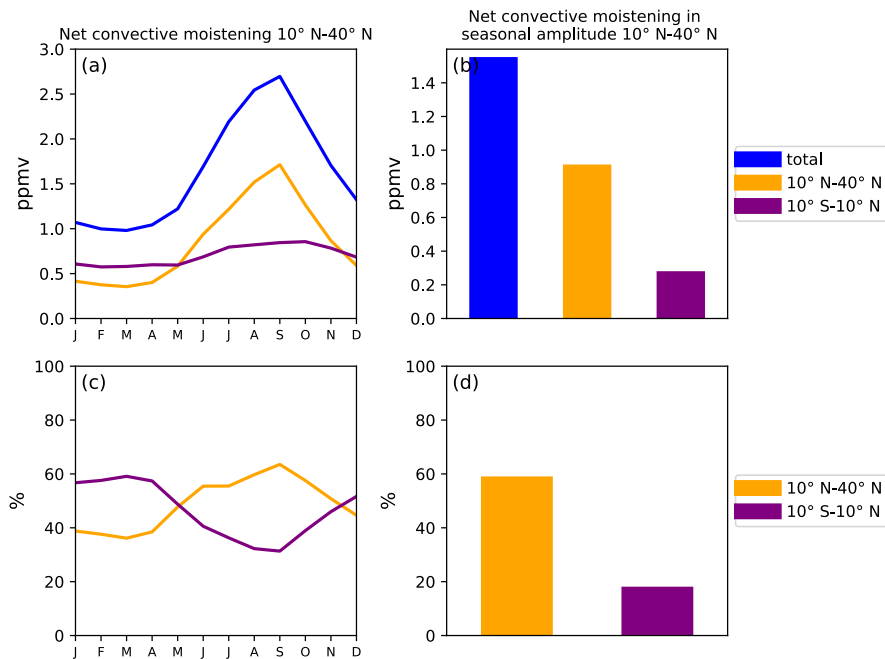 Net convective moistening 10° N-40° N
(a)
ppmv
3.0
2.5
2.0
1.5
1.0
0.5
0.0
J F M A M J J A S O N D
Net convective moistening in
seasonal amplitude 10° N-40° N
(b)
ppmv
1.4
1.2
1.0
0.8
0.6
0.4
0.2
0.0
total
10° N-40° N
10° S-10° N
(c)
%
100
80
60
40
20
0
J F M A M J J A S O N D
(d)
%
100
80
60
40
20
0
10° N-40° N
10° S-10° N